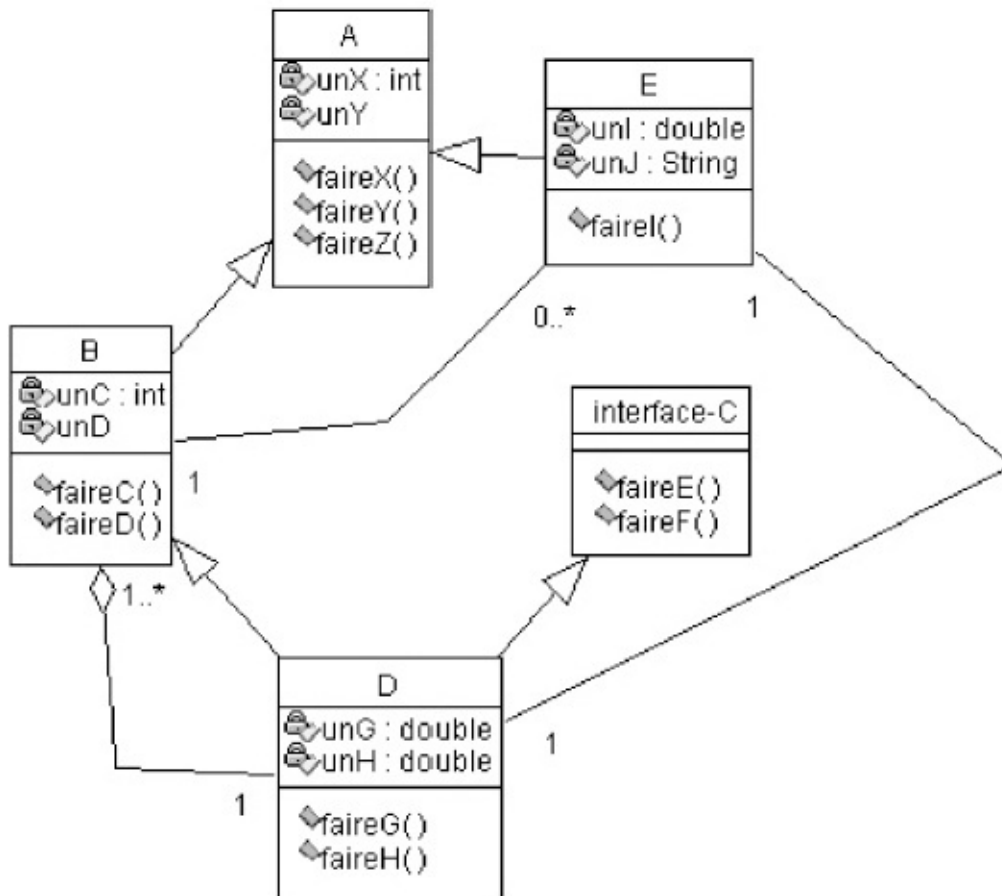 A
unX : int
unY
faireX()
faireY()
faireZ()
E
unI : double
unJ : String
faireI()
0..*
1
B
unC : int
unD
faireC()
faireD()
1
1..*
interface-C
faireE()
faireF()
D
unG : double
unH : double
faireG()
faireH()
1
1